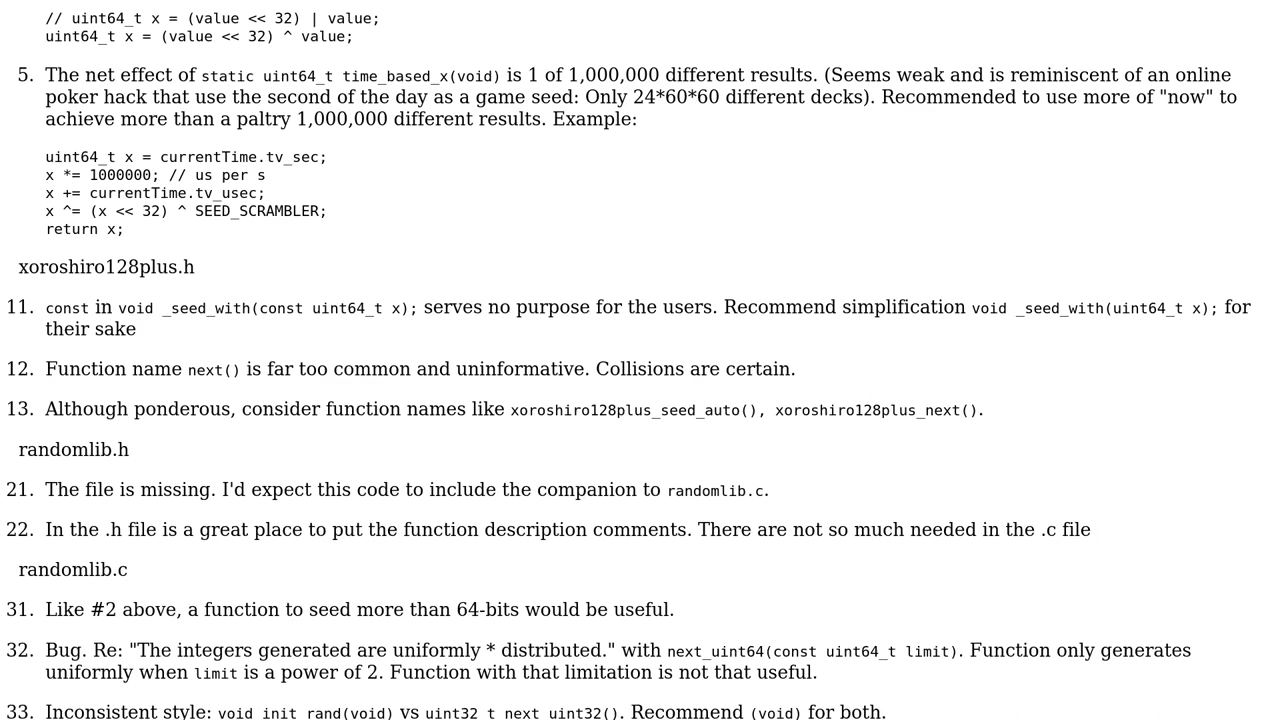 // uint64_t x = (value << 32) | value;
uint64_t x = (value << 32) ^ value;
5. The net effect of static uint64_t time_based_x(void) is 1 of 1,000,000 different results. (Seems weak and is reminiscent of an online
poker hack that use the second of the day as a game seed: Only 24*60*60 different decks). Recommended to use more of "now" to
achieve more than a paltry 1,000,000 different results. Example:
uint64_t x = currentTime.tv_sec;
x *= 1000000; // us per s
x += currentTime.tv_usec;
x ^= (x << 32) ^ SEED_SCRAMBLER;
return x;
xoroshiro128plus.h
11. const in void _seed_with(const uint64_t x); serves no purpose for the users. Recommend simplification void _seed_with(uint64_t x); for
their sake
12. Function name next() is far too common and uninformative. Collisions are certain.
13. Although ponderous, consider function names like xoroshiro128plus_seed_auto(), xoroshiro128plus_next().
randomlib.h
21. The file is missing. I'd expect this code to include the companion to randomlib.c.
22. In the .h file is a great place to put the function description comments. There are not so much needed in the .c file
randomlib.c
31. Like #2 above, a function to seed more than 64-bits would be useful.
32. Bug. Re: "The integers generated are uniformly * distributed." with next_uint64(const uint64_t limit). Function only generates
uniformly when limit is a power of 2. Function with that limitation is not that useful.
33. Inconsistent style: void init_rand(void) vs uint32_t next_uint32(). Recommend (void) for both.